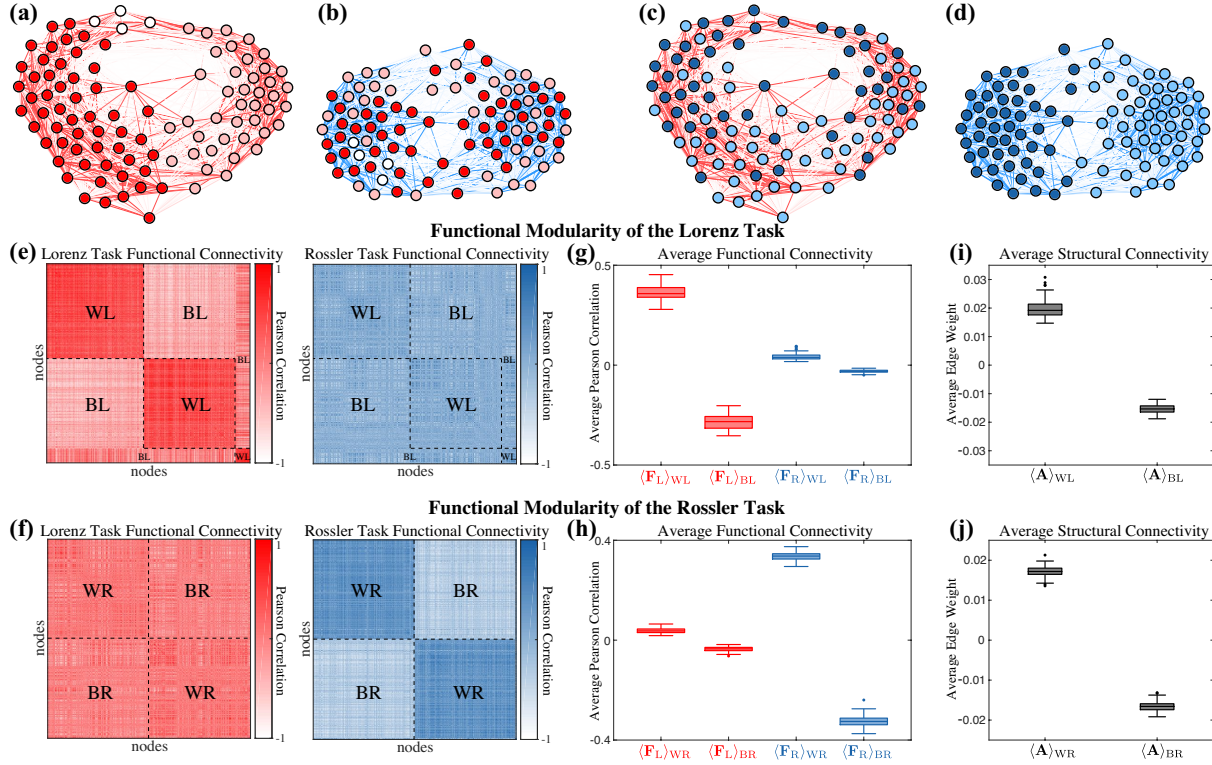 (a)
(b)
(c)
(d)
Functional Modularity of the Lorenz Task
(e)
Lorenz Task Functional Connectivity
WL
BL
BL
BL
WL
BL
WL
nodes
nodes
1
Pearson Correlation
-1
Rossler Task Functional Connectivity
WL
BL
BL
BL
WL
BL
WL
nodes
1
Pearson Correlation
-1
(g)
Average Functional Connectivity
Average Pearson Correlation
0.5
0
-0.5
⟨F_L⟩_WL
⟨F_L⟩_BL
⟨F_R⟩_WL
⟨F_R⟩_BL
(i)
Average Structural Connectivity
Average Edge Weight
0.03
0.02
0.01
0
-0.01
-0.02
-0.03
⟨A⟩_WL
⟨A⟩_BL
Functional Modularity of the Rossler Task
(f)
Lorenz Task Functional Connectivity
WR
BR
BR
WR
nodes
nodes
1
Pearson Correlation
-1
Rossler Task Functional Connectivity
WR
BR
BR
WR
nodes
1
Pearson Correlation
-1
(h)
Average Functional Connectivity
Average Pearson Correlation
0.4
0
-0.4
⟨F_L⟩_WR
⟨F_L⟩_BR
⟨F_R⟩_WR
⟨F_R⟩_BR
(j)
Average Structural Connectivity
Average Edge Weight
0.02
0.01
0
-0.01
-0.02
⟨A⟩_WR
⟨A⟩_BR